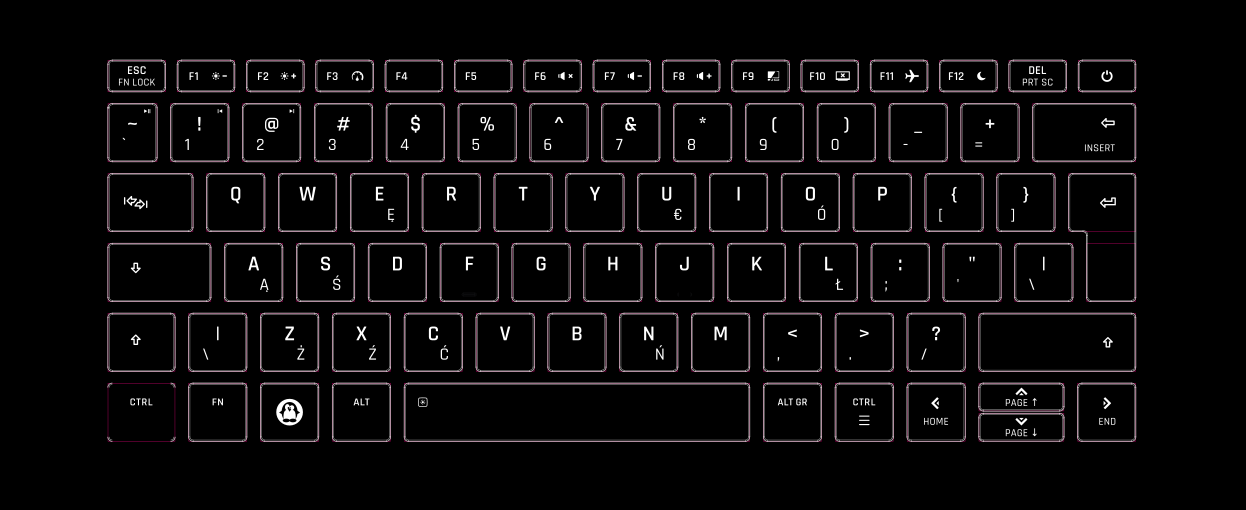 ESC F1 F2 F3 F4 F5 F6 F7 F8 F9 F10 F11 F12 DEL
FN LOCK PRT SC
~ ! @ # $ % ^ & * ( ) _ + ⇦
` 1 2 3 4 5 6 7 8 9 0 - = INSERT
Q W E R T Y U I O P { }
Ę € Ó [ ]
A S D F G H J K L : " |
Ą Ś Ł ; ' \
| Z X C V B N M < > ?
\ Ż Ź Ć Ń , . /
CTRL FN ALT ALT GR CTRL PAGE ↑
HOME END
PAGE ↓